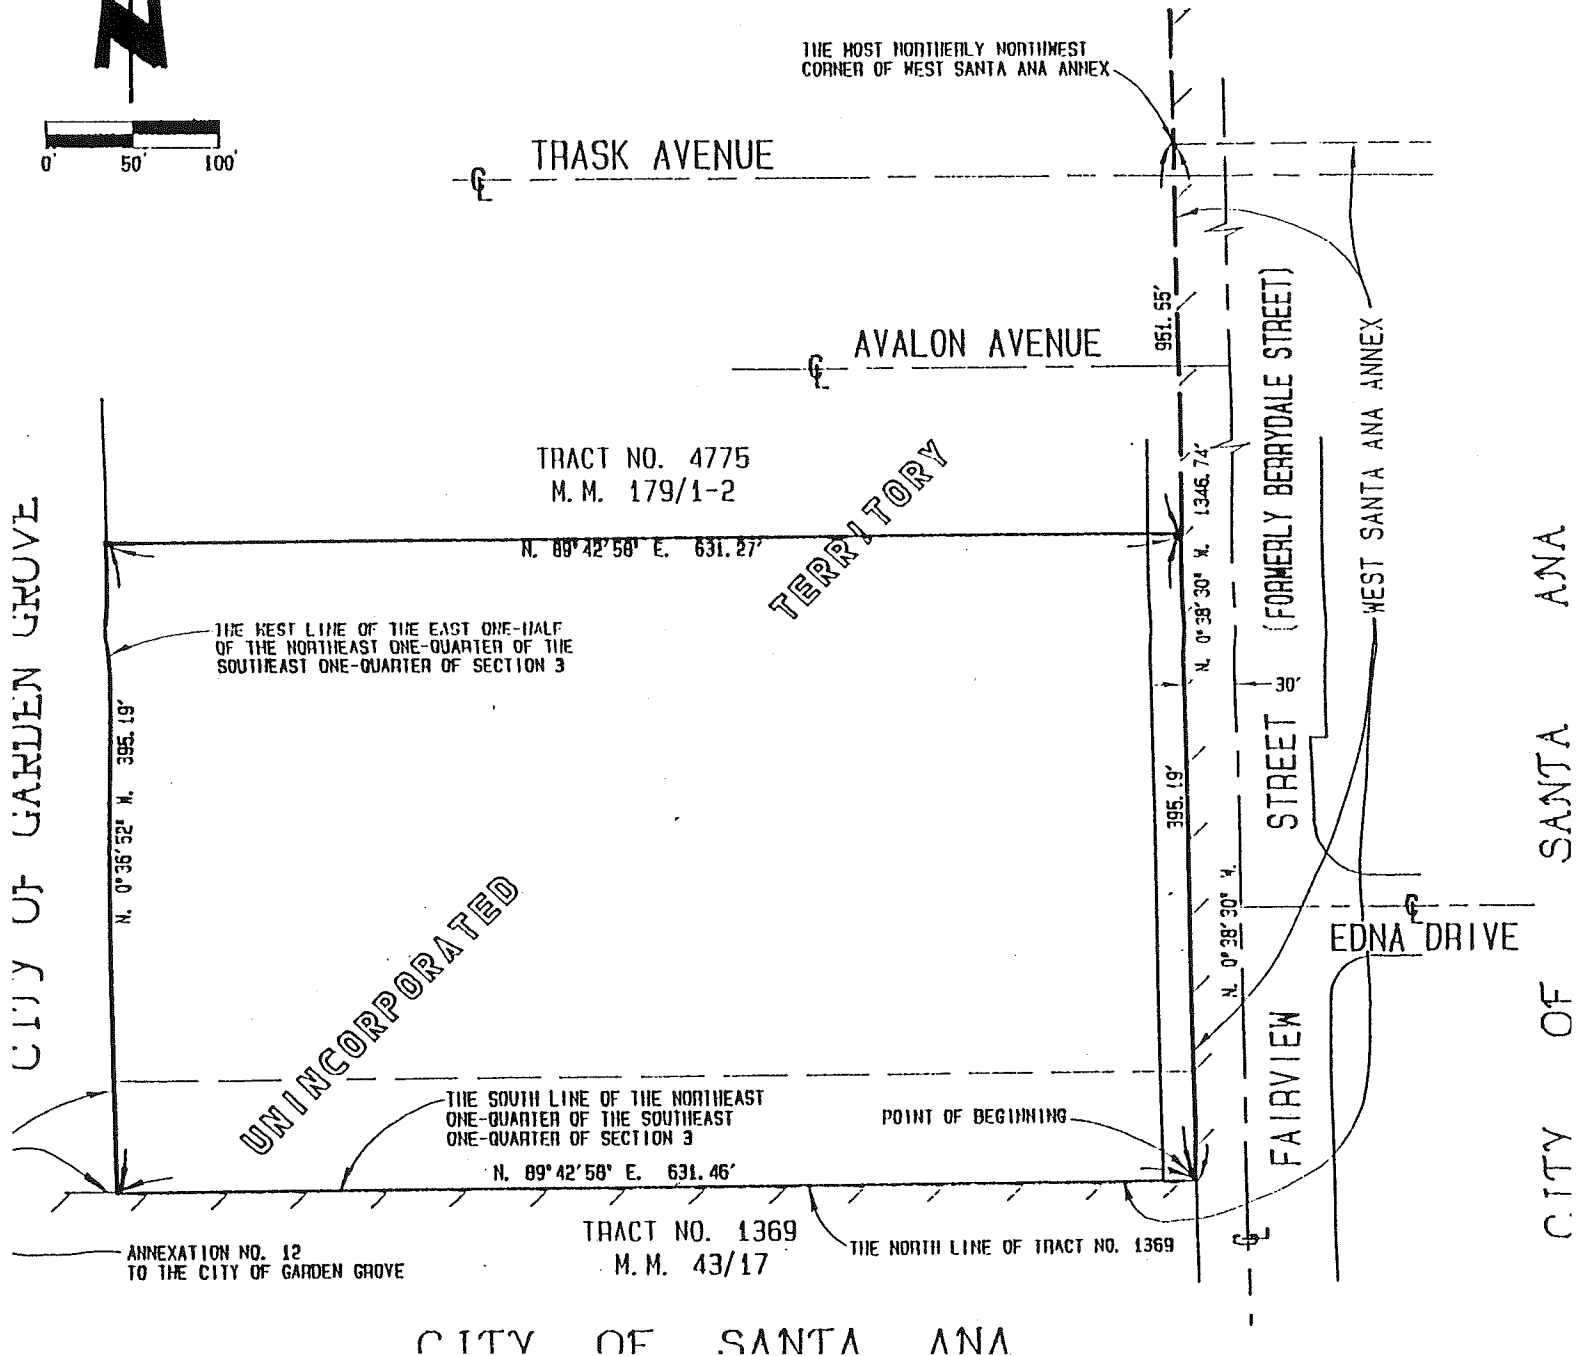 N
0' 50' 100'
THE MOST NORTHERLY NORTHWEST
CORNER OF WEST SANTA ANA ANNEX
TRASK AVENUE
℄
961.55'
AVALON AVENUE
℄
TRACT NO. 4775
M.M. 179/1-2
N. 89°42'58" E. 631.27'
UNINCORPORATED TERRITORY
THE WEST LINE OF THE EAST ONE-HALF
OF THE NORTHEAST ONE-QUARTER OF THE
SOUTHEAST ONE-QUARTER OF SECTION 3
N. 0°36'52" W. 395.19'
N. 0°38'30" W. 1346.74'
30'
395.19'
N. 0°38'30" W.
FAIRVIEW STREET (FORMERLY BERRYDALE STREET)
WEST SANTA ANA ANNEX
℄
EDNA DRIVE
THE SOUTH LINE OF THE NORTHEAST
ONE-QUARTER OF THE SOUTHEAST
ONE-QUARTER OF SECTION 3
POINT OF BEGINNING
N. 89°42'58" E. 631.46'
TRACT NO. 1369
M.M. 43/17
THE NORTH LINE OF TRACT NO. 1369
℄
ANNEXATION NO. 12
TO THE CITY OF GARDEN GROVE
CITY OF GARDEN GROVE
CITY OF SANTA ANA
CITY OF SANTA ANA